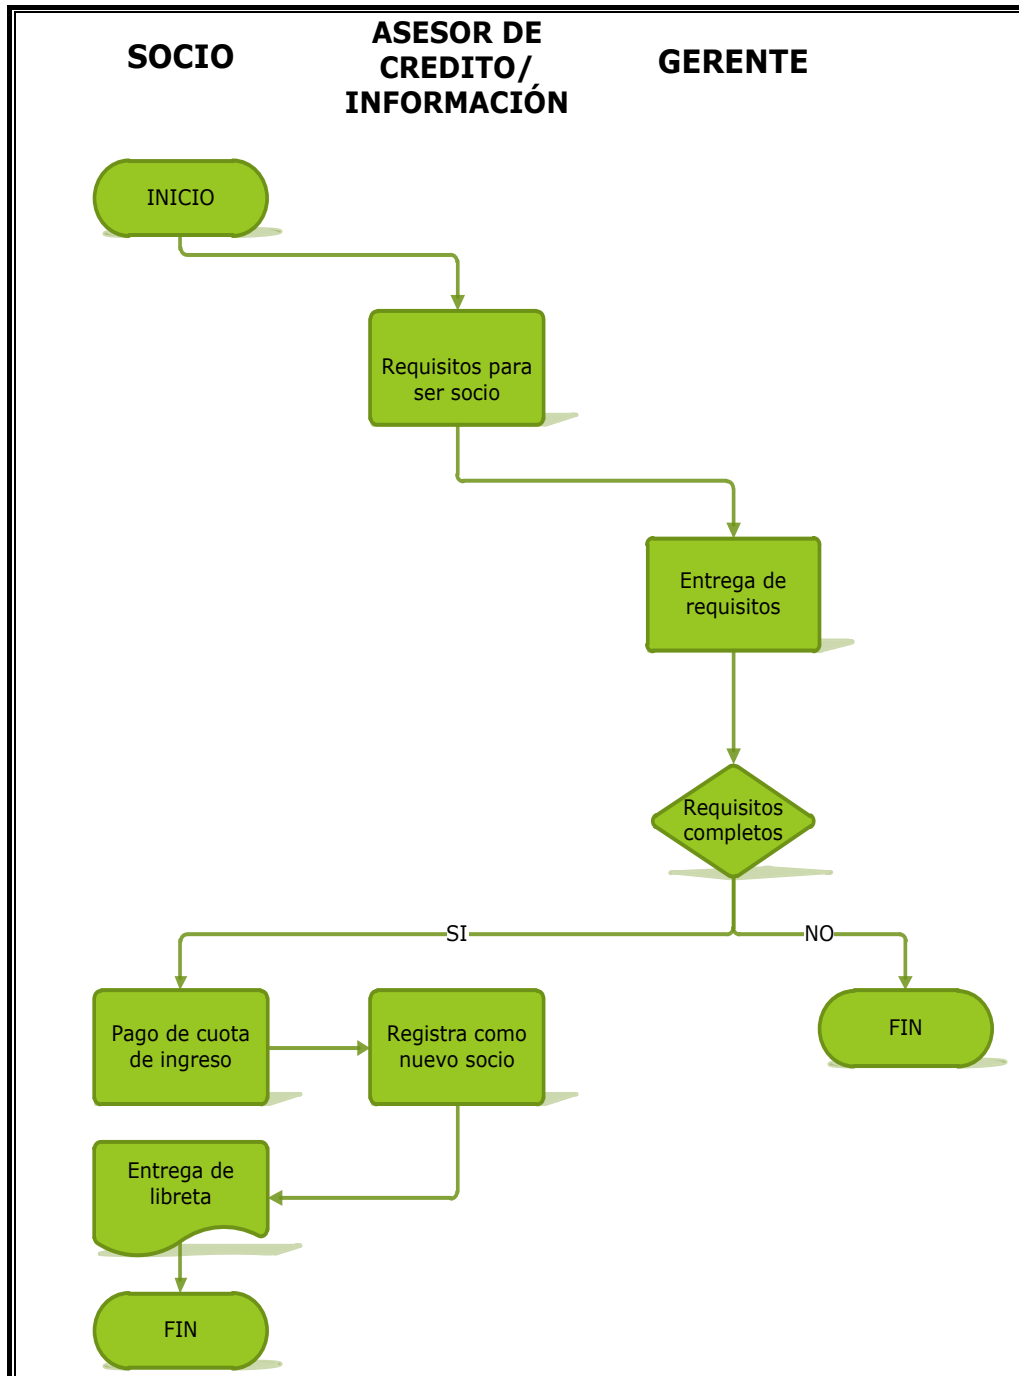 SOCIO
ASESOR DE
CREDITO/
INFORMACIÓN
GERENTE
INICIO
Requisitos para
ser socio
Entrega de
requisitos
Requisitos
completos
SI
NO
Pago de cuota
de ingreso
Registra como
nuevo socio
FIN
Entrega de
libreta
FIN